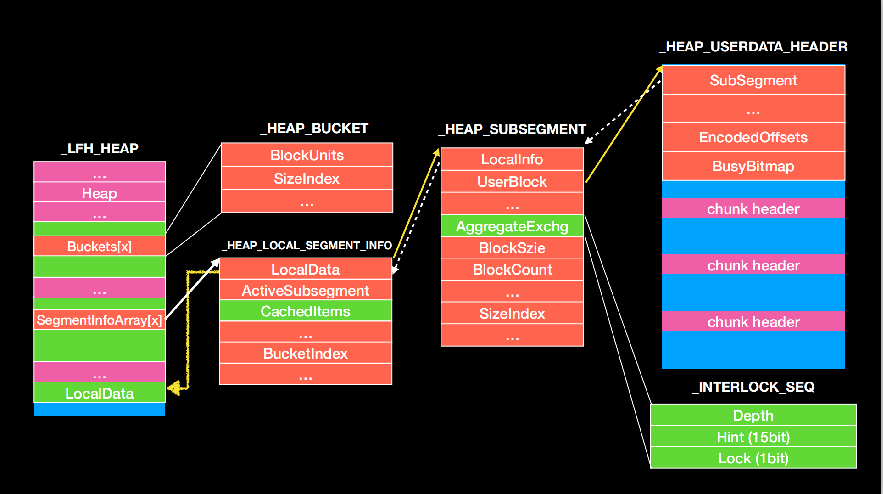 _LFH_HEAP
...
Heap
...
Buckets[x]
...
SegmentInfoArray[x]
...
LocalData
_HEAP_BUCKET
BlockUnits
SizeIndex
...
_HEAP_LOCAL_SEGMENT_INFO
LocalData
ActiveSubsegment
CachedItems
...
BucketIndex
...
_HEAP_SUBSEGMENT
LocalInfo
UserBlock
...
AggregateExchg
BlockSzie
BlockCount
...
SizeIndex
...
_HEAP_USERDATA_HEADER
SubSegment
...
EncodedOffsets
BusyBitmap
chunk header
chunk header
chunk header
_INTERLOCK_SEQ
Depth
Hint (15bit)
Lock (1bit)